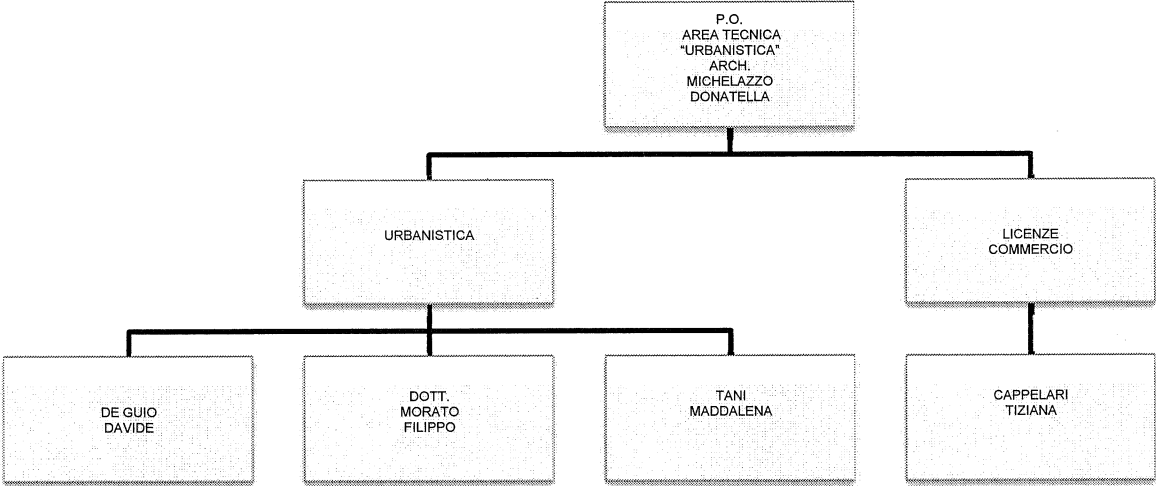 P.O.
AREA TECNICA
“URBANISTICA”
ARCH.
MICHELAZZO
DONATELLA
URBANISTICA
LICENZE
COMMERCIO
DE GUIO
DAVIDE
DOTT.
MORATO
FILIPPO
TANI
MADDALENA
CAPPELARI
TIZIANA